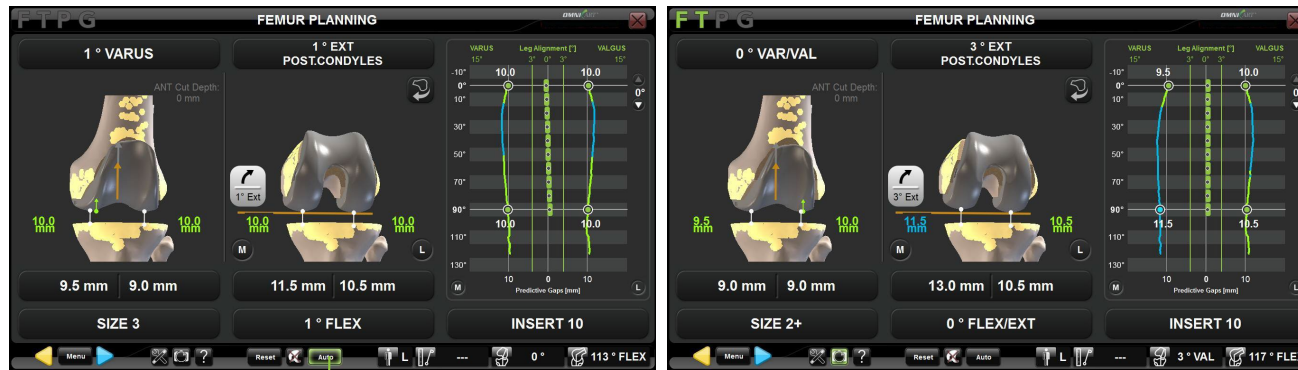 F T P G
FEMUR PLANNING
1 ° VARUS
1 ° EXT
POST.CONDYLES
ANT Cut Depth:
0 mm
1° Ext
10.0
mm
10.0
mm
10.0
mm
10.0
mm
M
L
9.5 mm
9.0 mm
11.5 mm
10.5 mm
SIZE 3
1 ° FLEX
INSERT 10
VARUS
Leg Alignment [°]
VALGUS
15°
3°
0°
3°
15°
-10°
0°
10°
30°
50°
70°
90°
110°
130°
10.0
10.0
10.0
10.0
0°
10
0
10
M
Predictive Gaps [mm]
L
Menu
?
Reset
Auto
L
---
0 °
113 ° FLEX
F T P G
FEMUR PLANNING
0 ° VAR/VAL
3 ° EXT
POST.CONDYLES
ANT Cut Depth:
0 mm
3° Ext
9.5
mm
10.0
mm
11.5
mm
10.5
mm
M
L
9.0 mm
9.0 mm
13.0 mm
10.5 mm
SIZE 2+
0 ° FLEX/EXT
INSERT 10
VARUS
Leg Alignment [°]
VALGUS
15°
3°
0°
3°
15°
-10°
0°
10°
30°
50°
70°
90°
110°
130°
9.5
10.0
11.5
10.5
10
0
10
M
Predictive Gaps [mm]
Menu
?
Reset
Auto
L
---
3 ° VAL
117 ° FLE